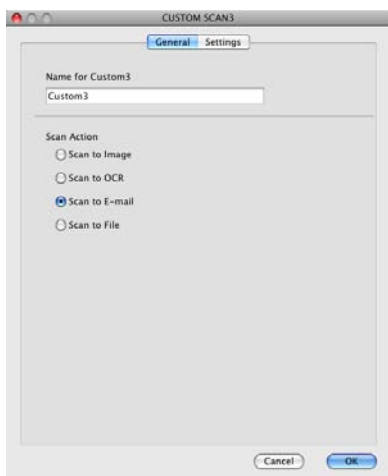 CUSTOM SCAN3
General Settings
Name for Custom3
Custom3
Scan Action
Scan to Image
Scan to OCR
Scan to E-mail
Scan to File
Cancel OK